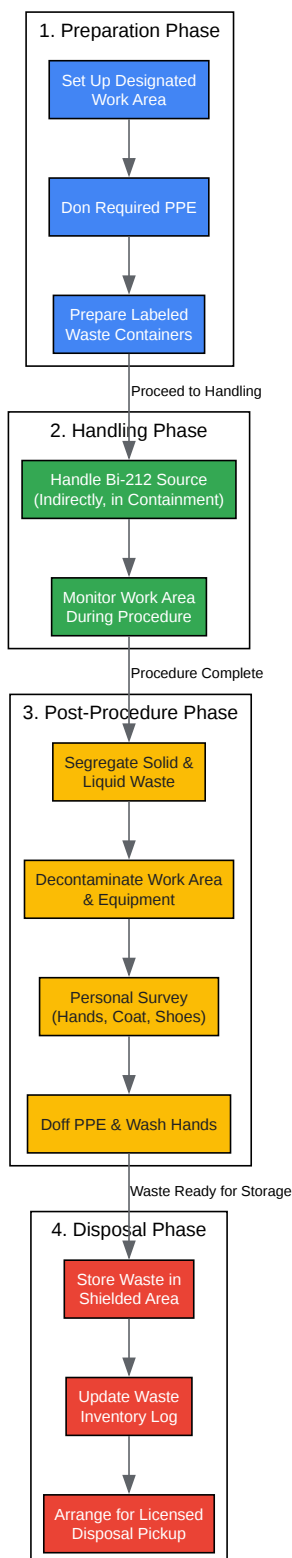 1. Preparation Phase
Set Up Designated
Work Area
Don Required PPE
Prepare Labeled
Waste Containers
Proceed to Handling
2. Handling Phase
Handle Bi-212 Source
(Indirectly, in Containment)
Monitor Work Area
During Procedure
Procedure Complete
3. Post-Procedure Phase
Segregate Solid &
Liquid Waste
Decontaminate Work Area
& Equipment
Personal Survey
(Hands, Coat, Shoes)
Doff PPE & Wash Hands
Waste Ready for Storage
4. Disposal Phase
Store Waste in
Shielded Area
Update Waste
Inventory Log
Arrange for Licensed
Disposal Pickup